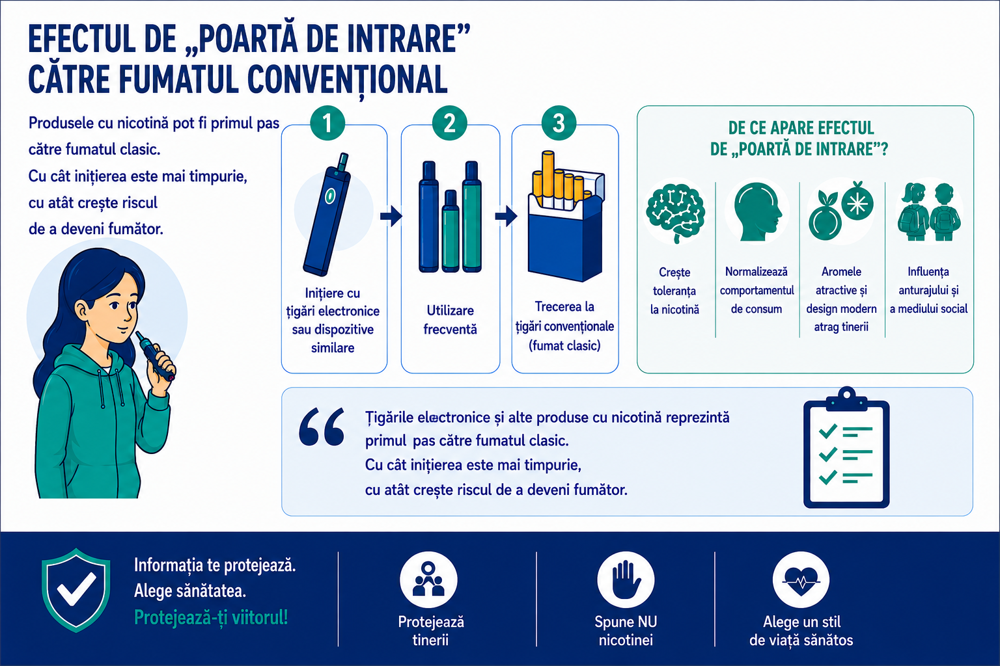 EFECTUL DE „POARTĂ DE INTRARE”
CĂTRE FUMATUL CONVENȚIONAL
Produsele cu nicotină pot fi primul pas
către fumatul clasic.
Cu cât inițierea este mai timpurie,
cu atât crește riscul
de a deveni fumător.
1
Inițiere cu
țigări electronice
sau dispozitive
similare
2
Utilizare
frecventă
3
Trecerea la
țigări convenționale
(fumat clasic)
DE CE APARE EFECTUL
DE „POARTĂ DE INTRARE”?
Crește
toleranța
la nicotină
Normalizează
comportamentul
de consum
Aromele
atractive și
design modern
atrag tinerii
Influența
anturajului și
a mediului social
“
Țigările electronice și alte produse cu nicotină reprezintă
primul pas către fumatul clasic.
Cu cât inițierea este mai timpurie,
cu atât crește riscul de a deveni fumător.
Informația te protejează.
Alege sănătatea.
Protejează-ți viitorul!
Protejează
tinerii
Spune NU
nicotinei
Alege un stil
de viață sănătos